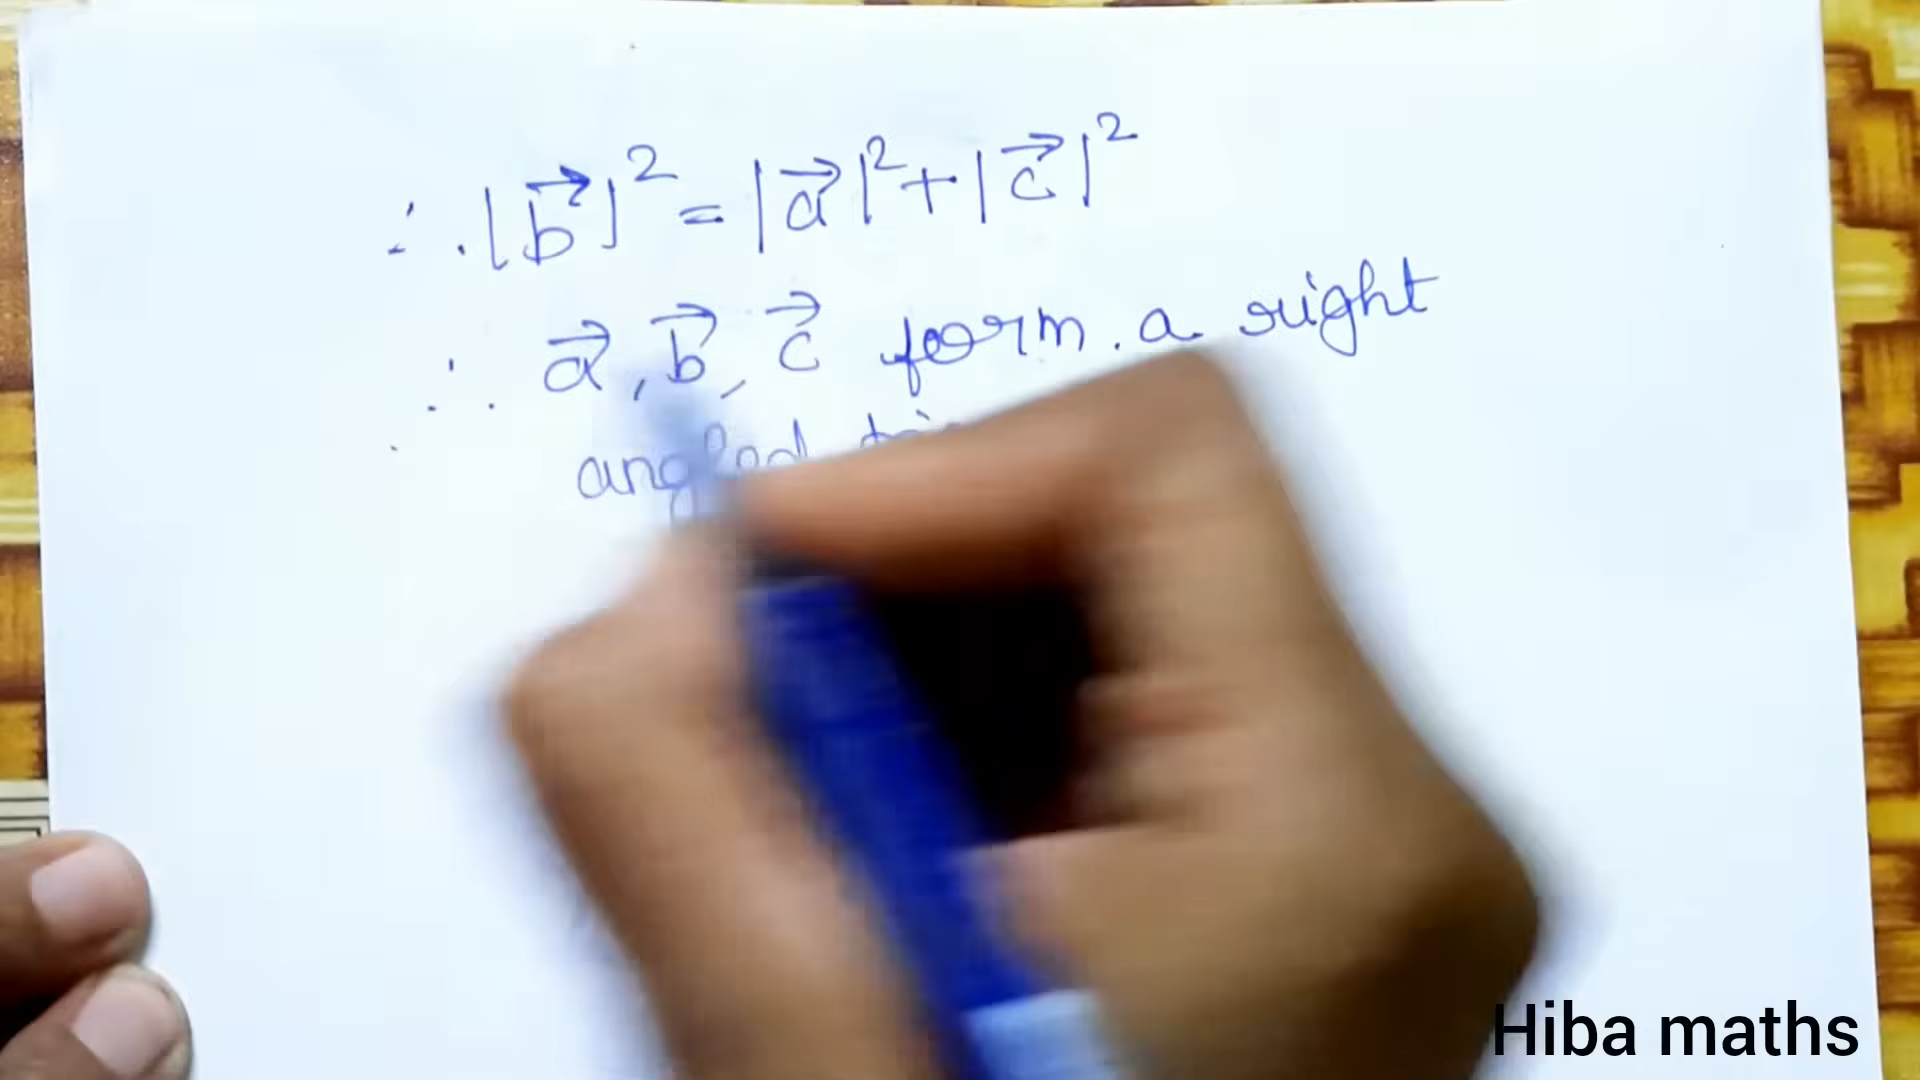 ∴ |b⃗|² = |a⃗|² + |c⃗|²
∴ a⃗, b⃗, c⃗ form a right
angled
Hiba maths